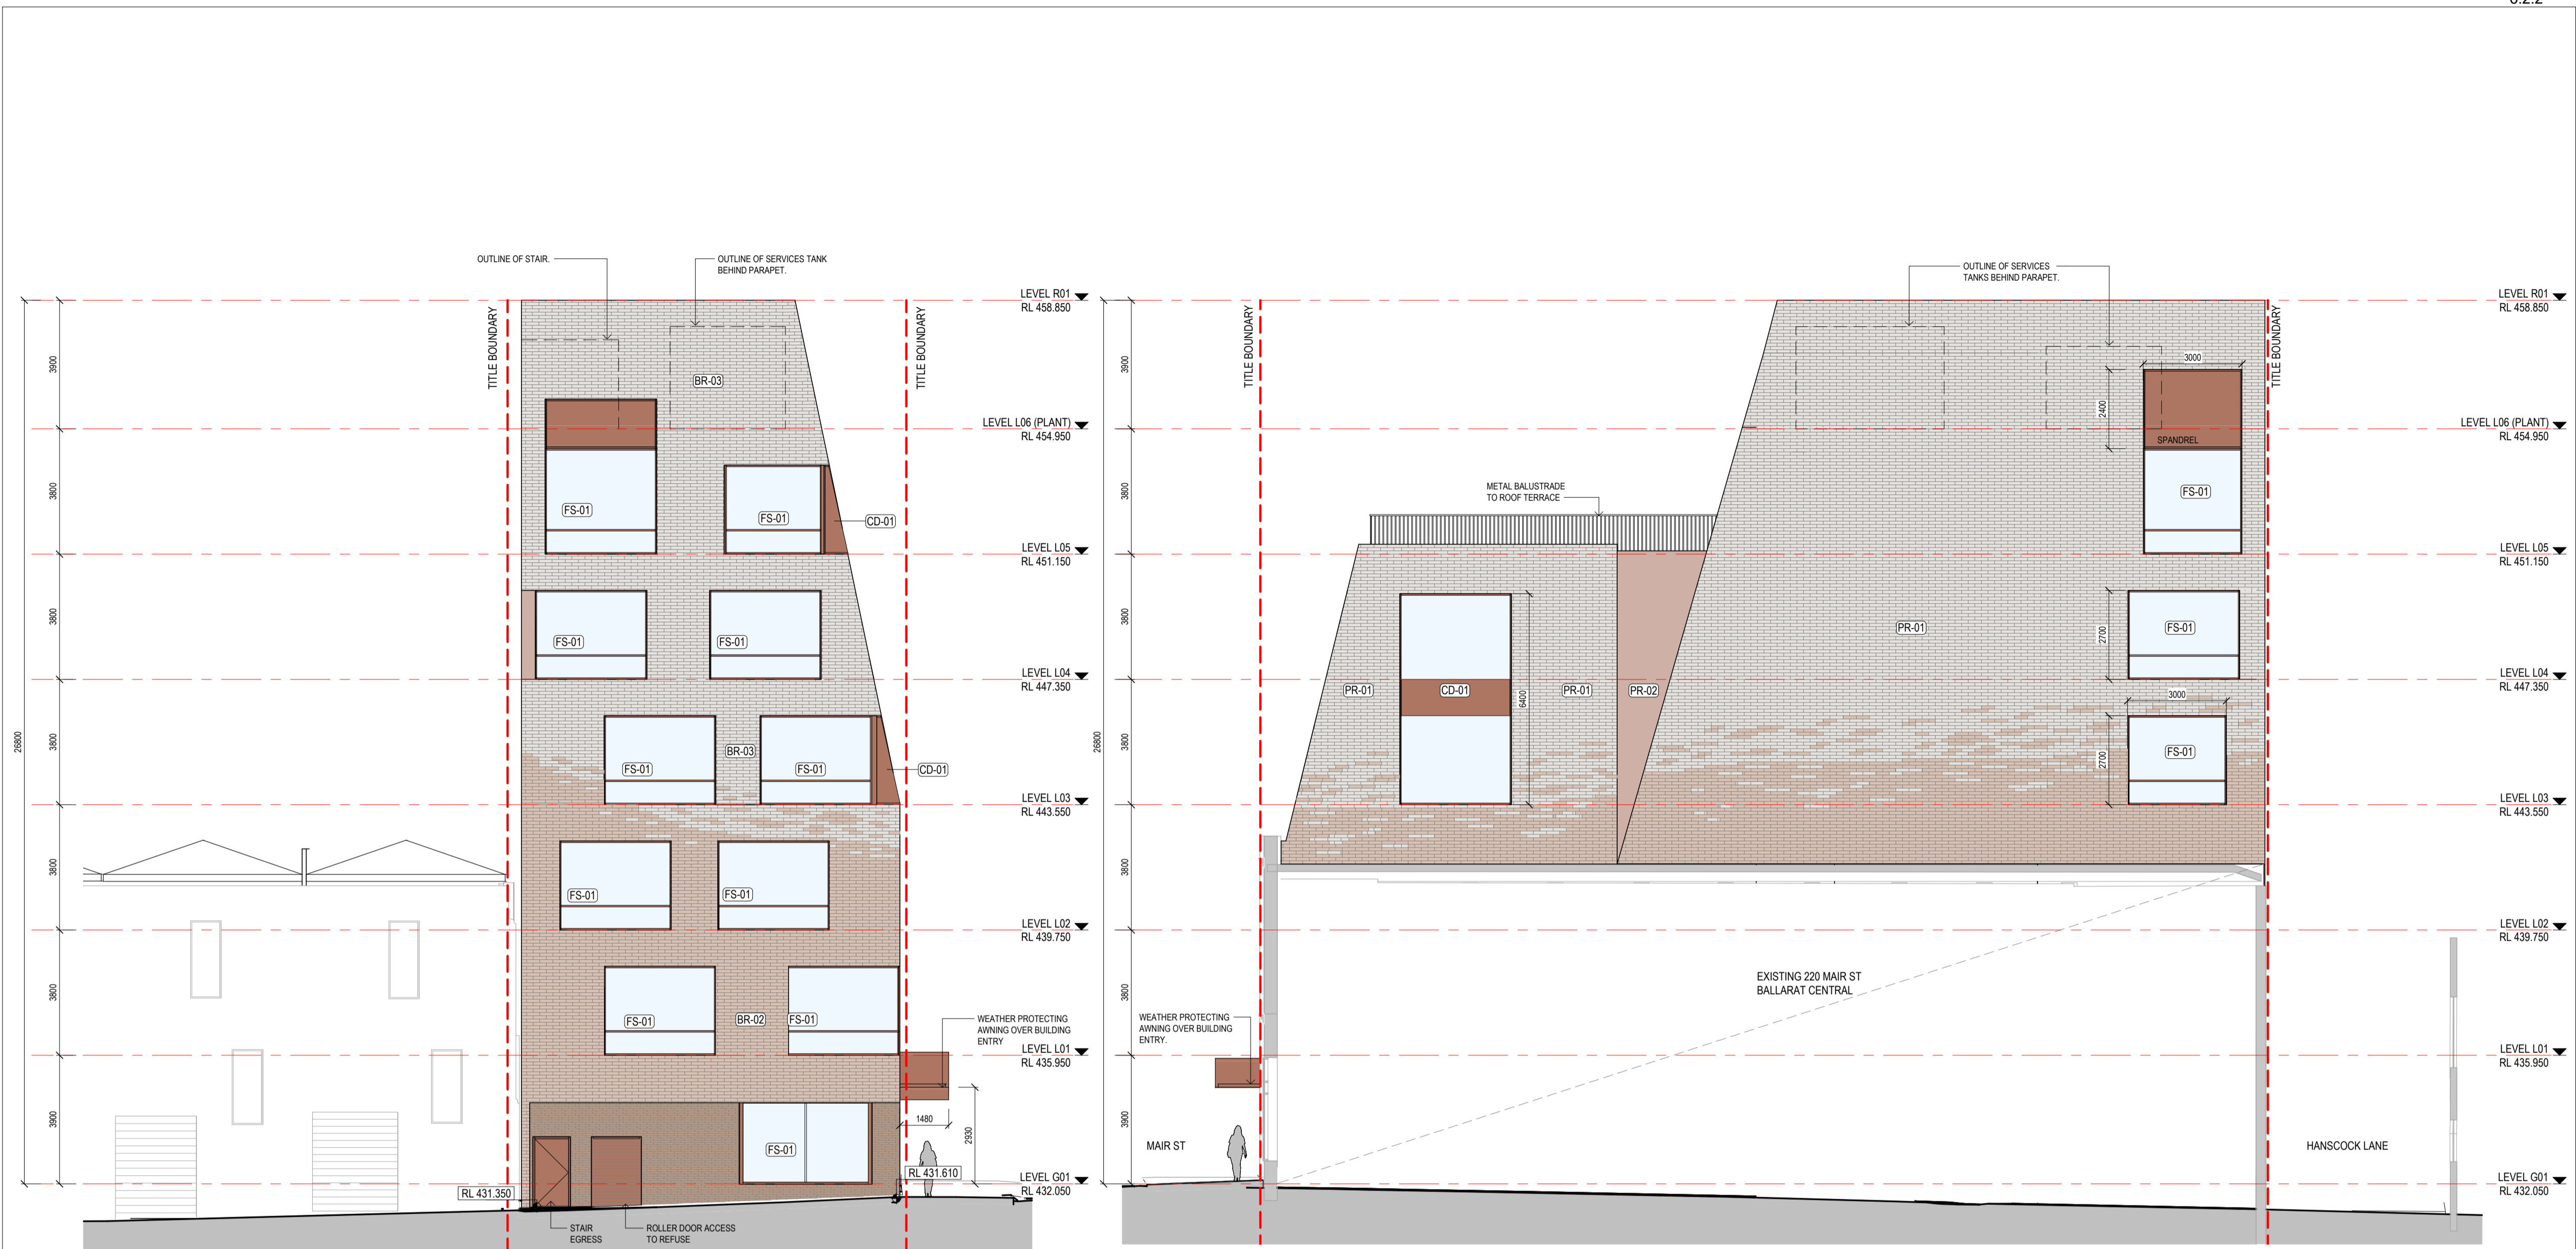 OUTLINE OF STAIR.
OUTLINE OF SERVICES TANK
BEHIND PARAPET.
TITLE BOUNDARY
TITLE BOUNDARY
LEVEL R01
RL 458.850
3900
BR-03
LEVEL L06 (PLANT)
RL 454.950
3800
FS-01
FS-01
CD-01
LEVEL L05
RL 451.150
3800
FS-01
FS-01
LEVEL L04
RL 447.350
26800
3800
BR-03
FS-01
FS-01
CD-01
LEVEL L03
RL 443.550
3800
FS-01
FS-01
LEVEL L02
RL 439.750
3800
FS-01
BR-02
FS-01
WEATHER PROTECTING
AWNING OVER BUILDING
ENTRY
LEVEL L01
RL 435.950
3900
1480
2930
FS-01
RL 431.610
RL 431.350
LEVEL G01
RL 432.050
STAIR
EGRESS
ROLLER DOOR ACCESS
TO REFUSE
OUTLINE OF SERVICES
TANKS BEHIND PARAPET.
TITLE BOUNDARY
TITLE BOUNDARY
LEVEL R01
RL 458.850
3900
3000
2400
LEVEL L06 (PLANT)
RL 454.950
SPANDREL
METAL BALUSTRADE
TO ROOF TERRACE
3800
FS-01
LEVEL L05
RL 451.150
3800
2700
PR-01
FS-01
LEVEL L04
RL 447.350
PR-01
CD-01
6400
PR-01
PR-02
3000
26800
3800
2700
FS-01
LEVEL L03
RL 443.550
3800
LEVEL L02
RL 439.750
3800
EXISTING 220 MAIR ST
BALLARAT CENTRAL
WEATHER PROTECTING
AWNING OVER BUILDING
ENTRY.
LEVEL L01
RL 435.950
3900
MAIR ST
HANSCOCK LANE
LEVEL G01
RL 432.050